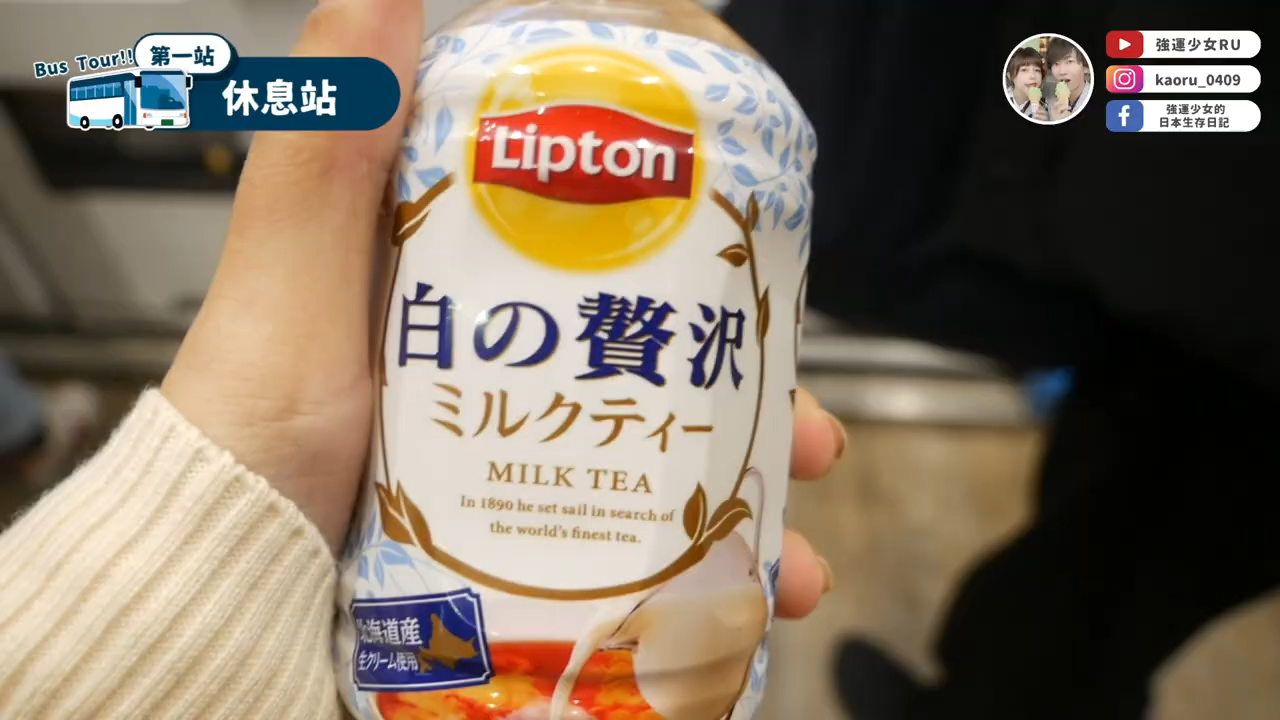 Bus Tour!!
第一站
休息站
強運少女RU
kaoru_0409
強運少女的
日本生存日記
Lipton
白の贅沢
ミルクティー
MILK TEA
In 1890 he set sail in search of
the world's finest tea.
北海道産
生クリーム使用